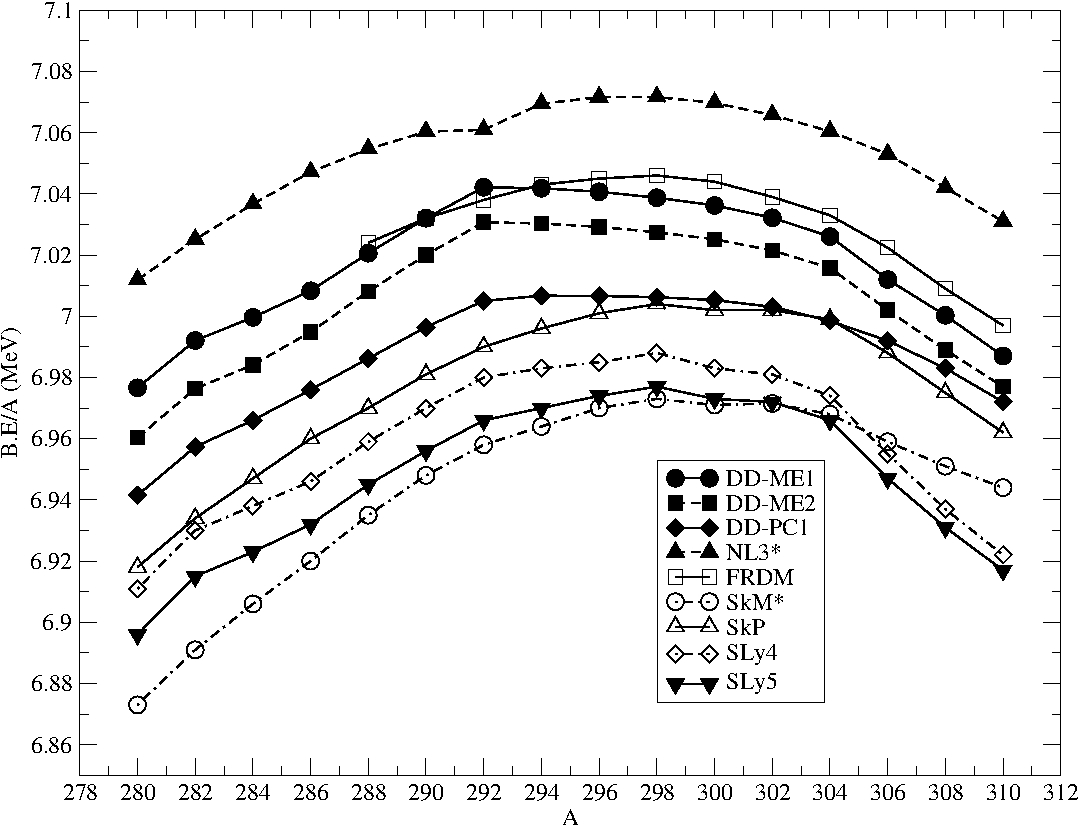 7.1
7.08
7.06
7.04
7.02
7
6.98
6.96
6.94
6.92
6.9
6.88
6.86
B.E/A (MeV)
DD-ME1
DD-ME2
DD-PC1
NL3*
FRDM
SkM*
SkP
SLy4
SLy5
278 280 282 284 286 288 290 292 294 296 298 300 302 304 306 308 310 312
A